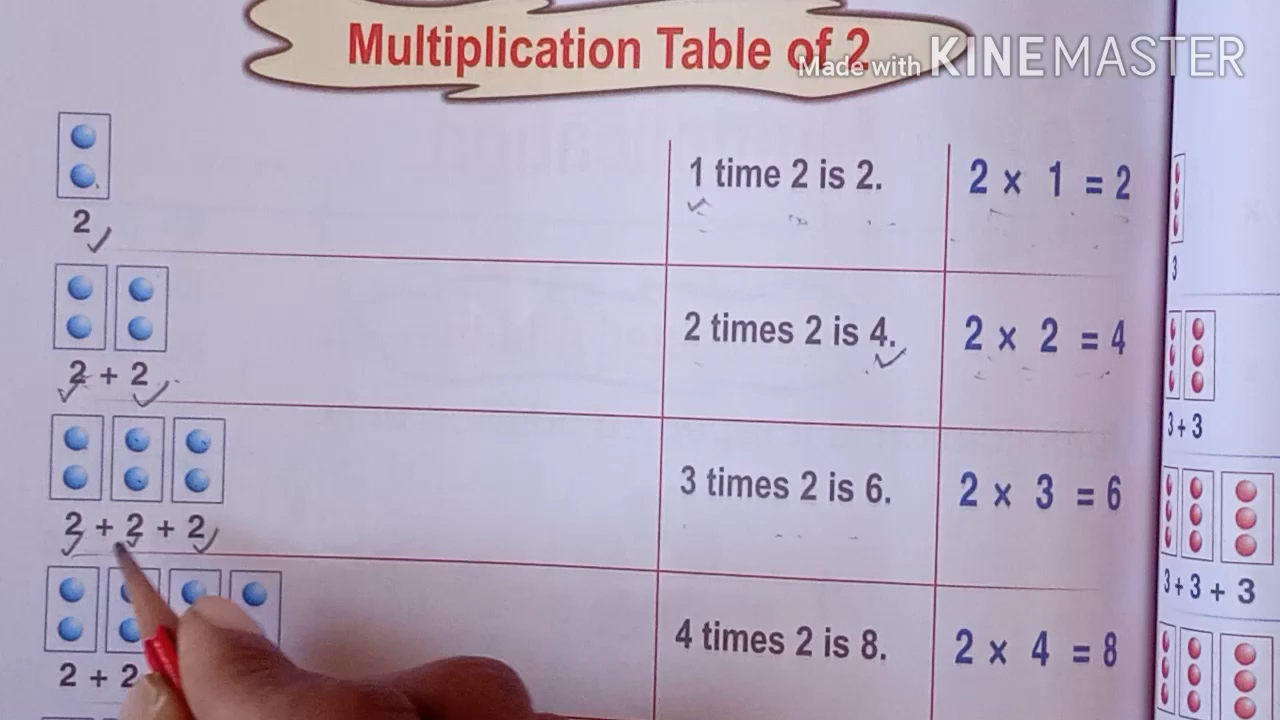 Multiplication Table of 2
Made with KINEMASTER
1 time 2 is 2.
2 × 1 = 2
2
2 times 2 is 4.
2 × 2 = 4
2 + 2
3 times 2 is 6.
2 × 3 = 6
2 + 2 + 2
4 times 2 is 8.
2 × 4 = 8
2 + 2
3
3 + 3
3 + 3 + 3